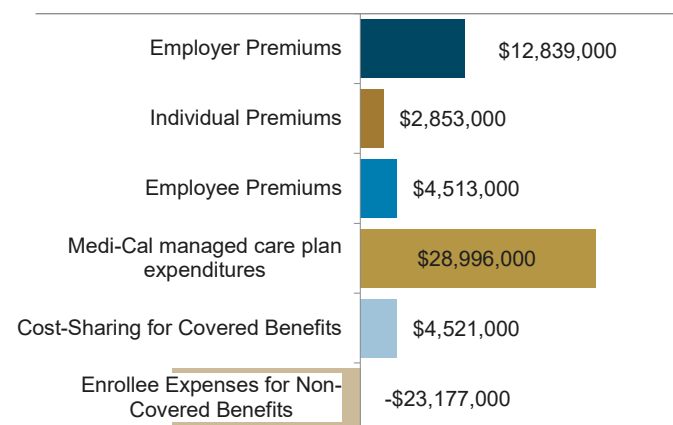 Employer Premiums
$12,839,000
Individual Premiums
$2,853,000
Employee Premiums
$4,513,000
Medi-Cal managed care plan
expenditures
$28,996,000
Cost-Sharing for Covered Benefits
$4,521,000
Enrollee Expenses for Non-
Covered Benefits
-$23,177,000